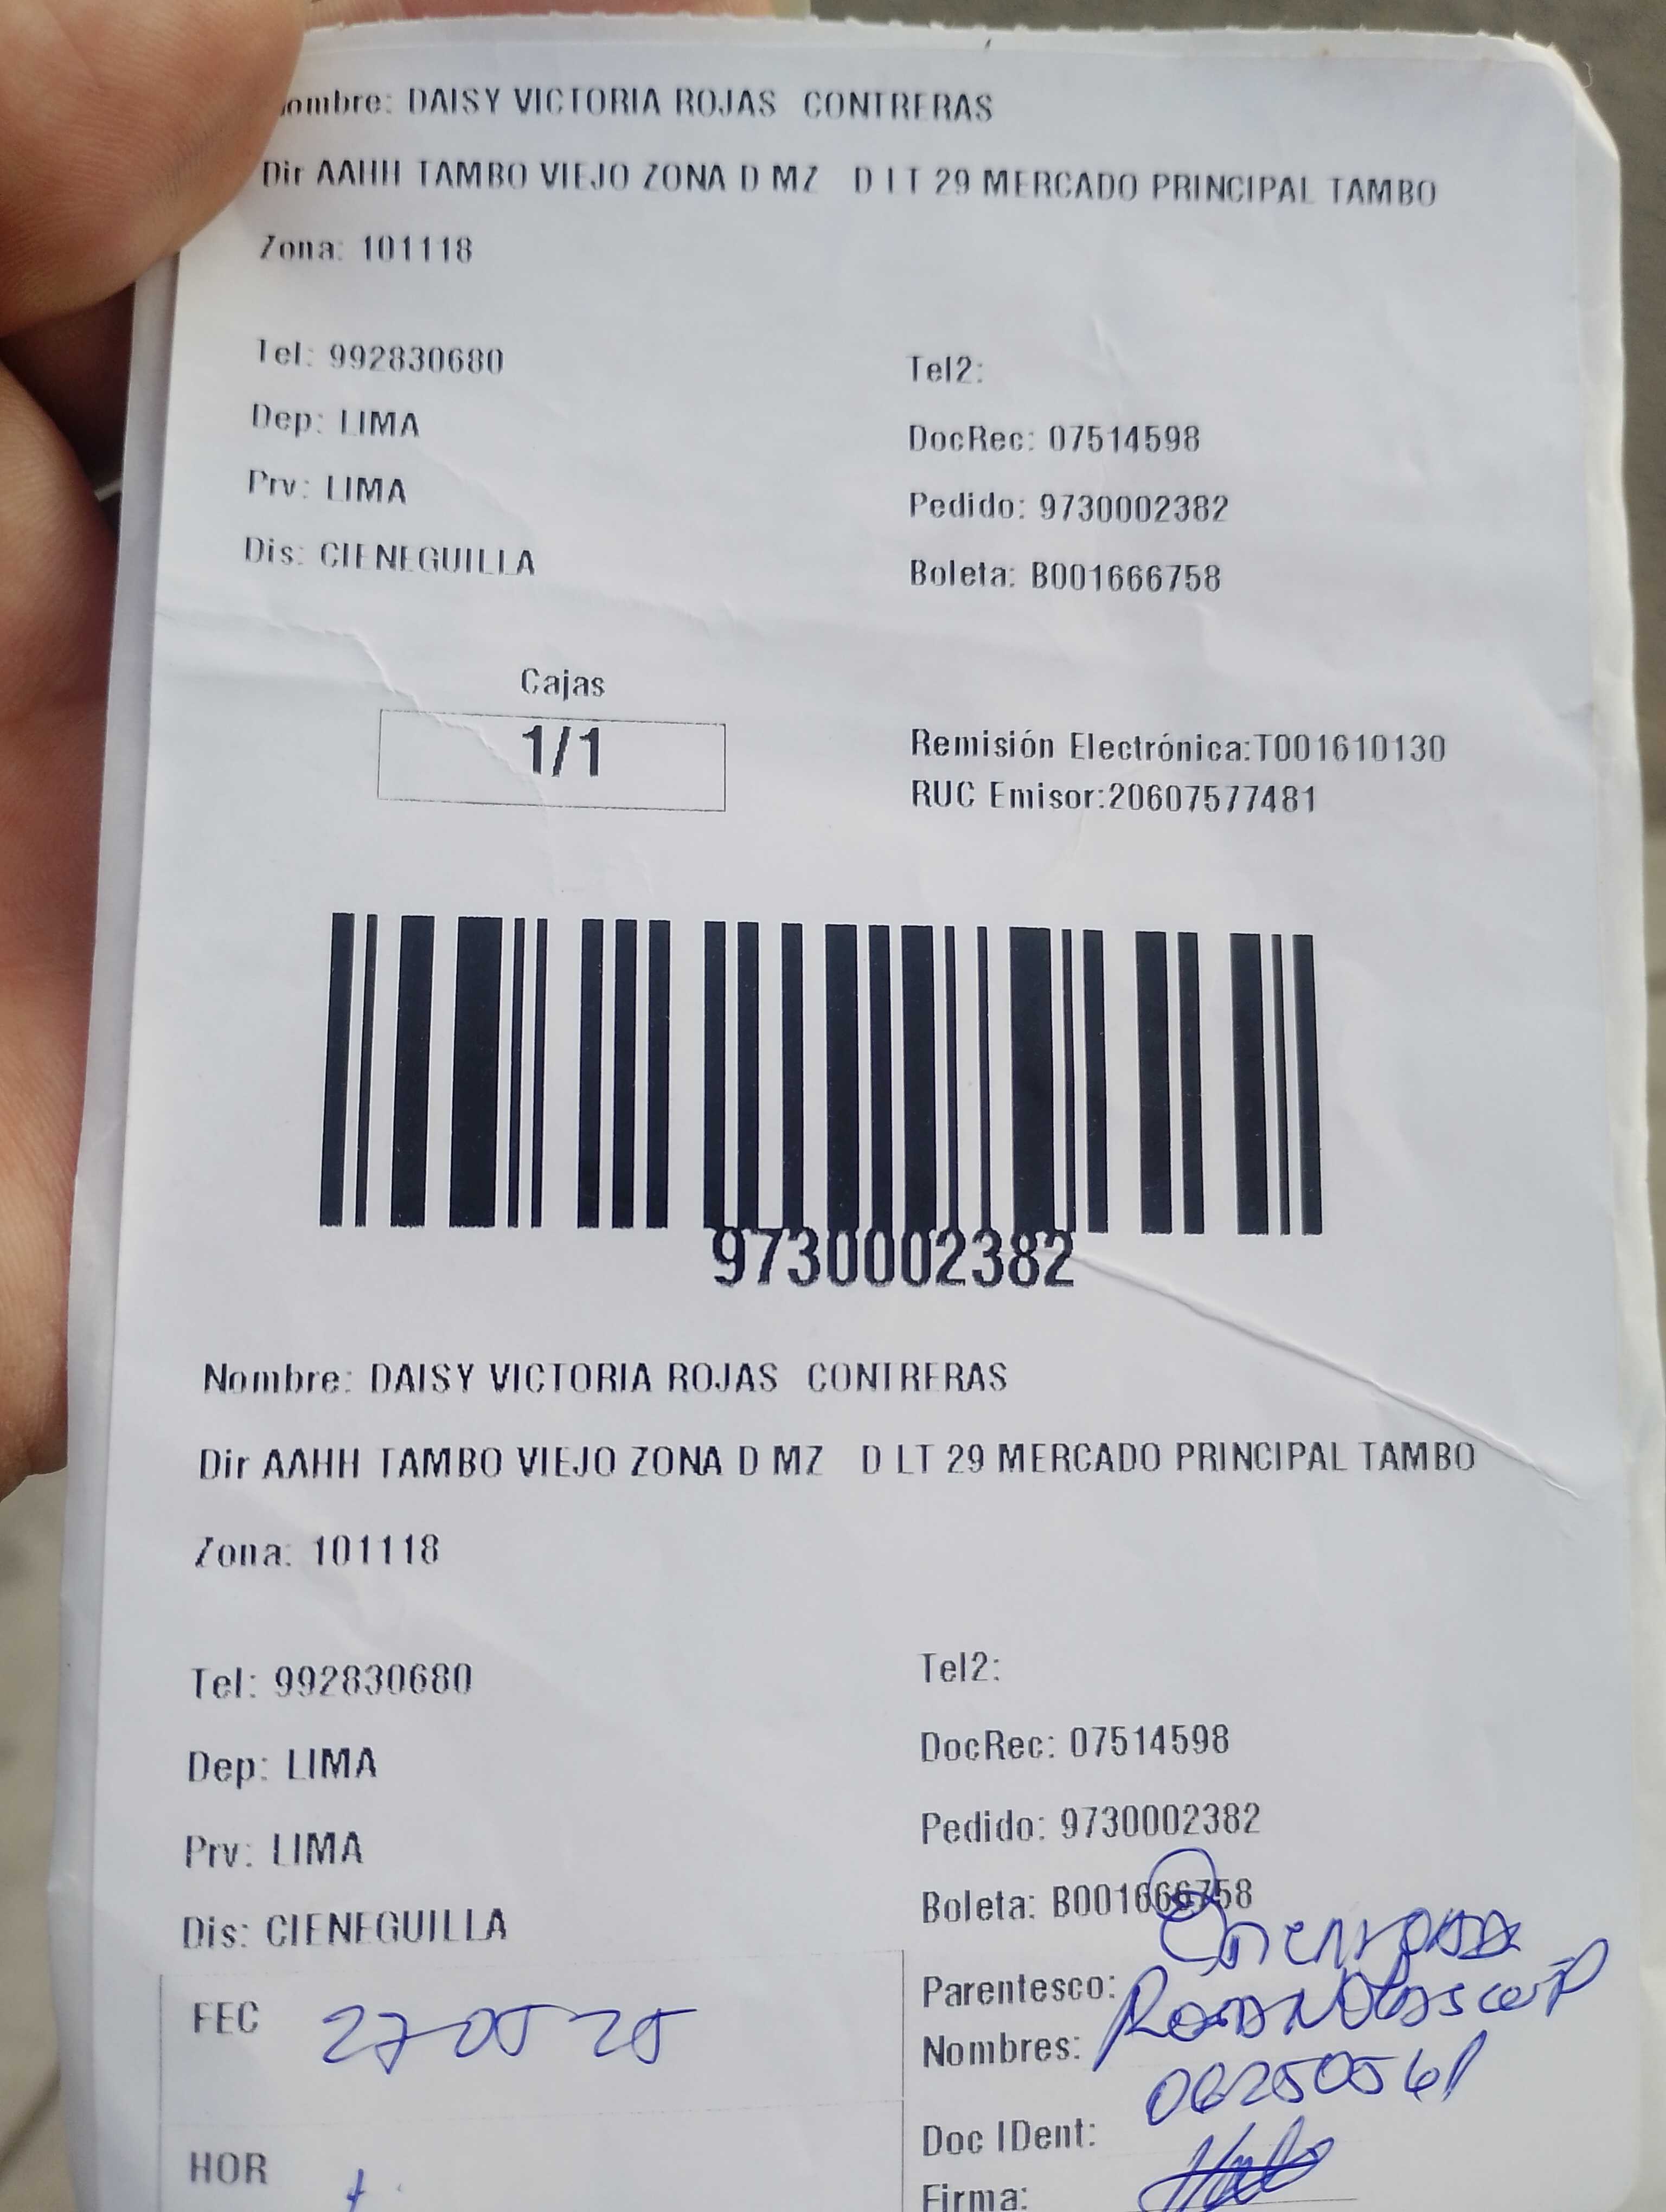 ombre: DAISY VICTORIA ROJAS CONTRERAS
Dir AAHH TAMBO VIEJO ZONA D MZ D LT 29 MERCADO PRINCIPAL TAMBO
Zona: 101118
Tel: 992830680 Tel2:
Dep: LIMA DocRec: 07514598
Prv: LIMA Pedido: 9730002382
Dis: CIENEGUILLA Boleta: B001666758
Cajas
1/1
Remisión Electrónica:T001610130
RUC Emisor:20607577481
9730002382
Nombre: DAISY VICTORIA ROJAS CONTRERAS
Dir AAHH TAMBO VIEJO ZONA D MZ D LT 29 MERCADO PRINCIPAL TAMBO
Zona: 101118
Tel: 992830680 Tel2:
Dep: LIMA DocRec: 07514598
Prv: LIMA Pedido: 9730002382
Dis: CIENEGUILLA Boleta: B001666758
FEC 27 05 25 Parentesco:
Nombres:
HOR Doc IDent:
Firma: